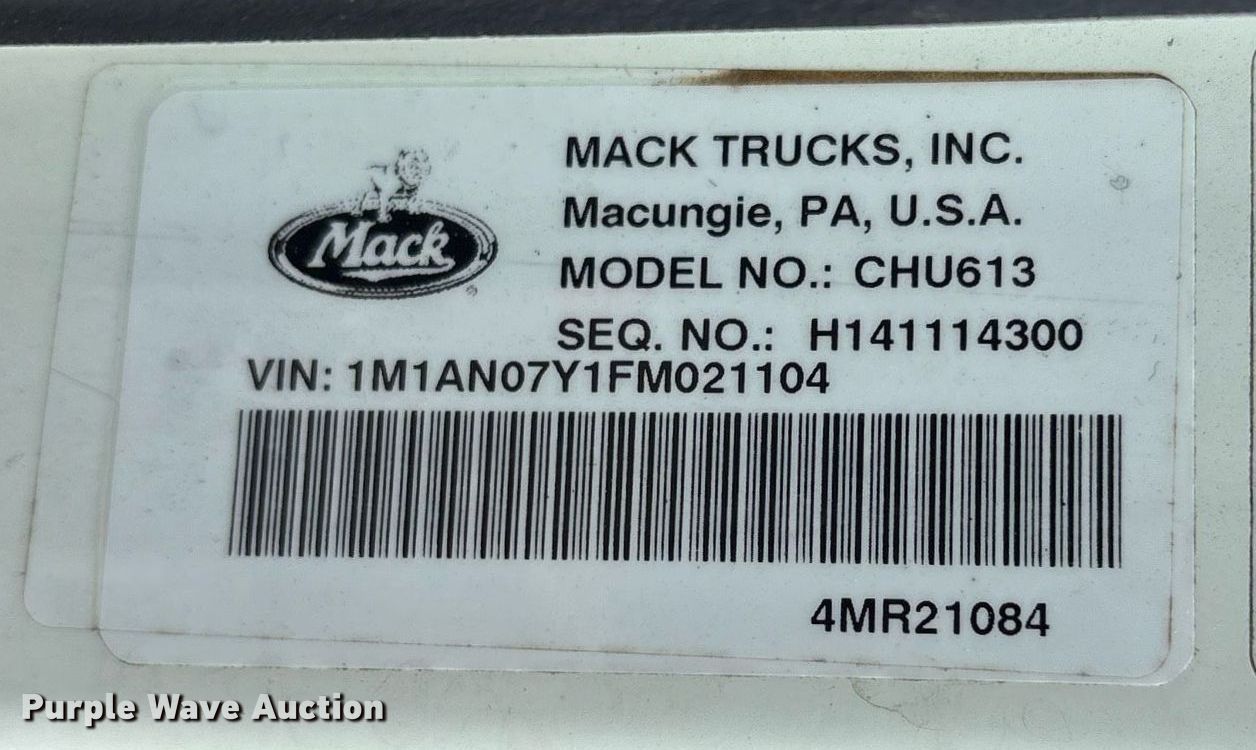 Mack
MACK TRUCKS, INC.
Macungie, PA, U.S.A.
MODEL NO.: CHU613
SEQ. NO.: H141114300
VIN: 1M1AN07Y1FM021104
4MR21084
Purple Wave Auction